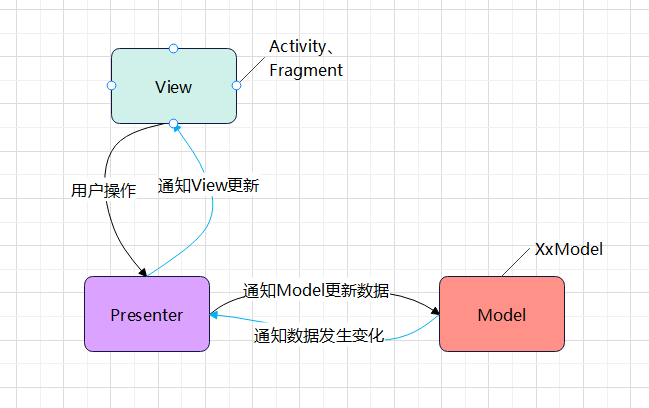 Activity、
Fragment
View
用户操作
通知View更新
XxModel
通知Model更新数据
Presenter
Model
通知数据发生变化